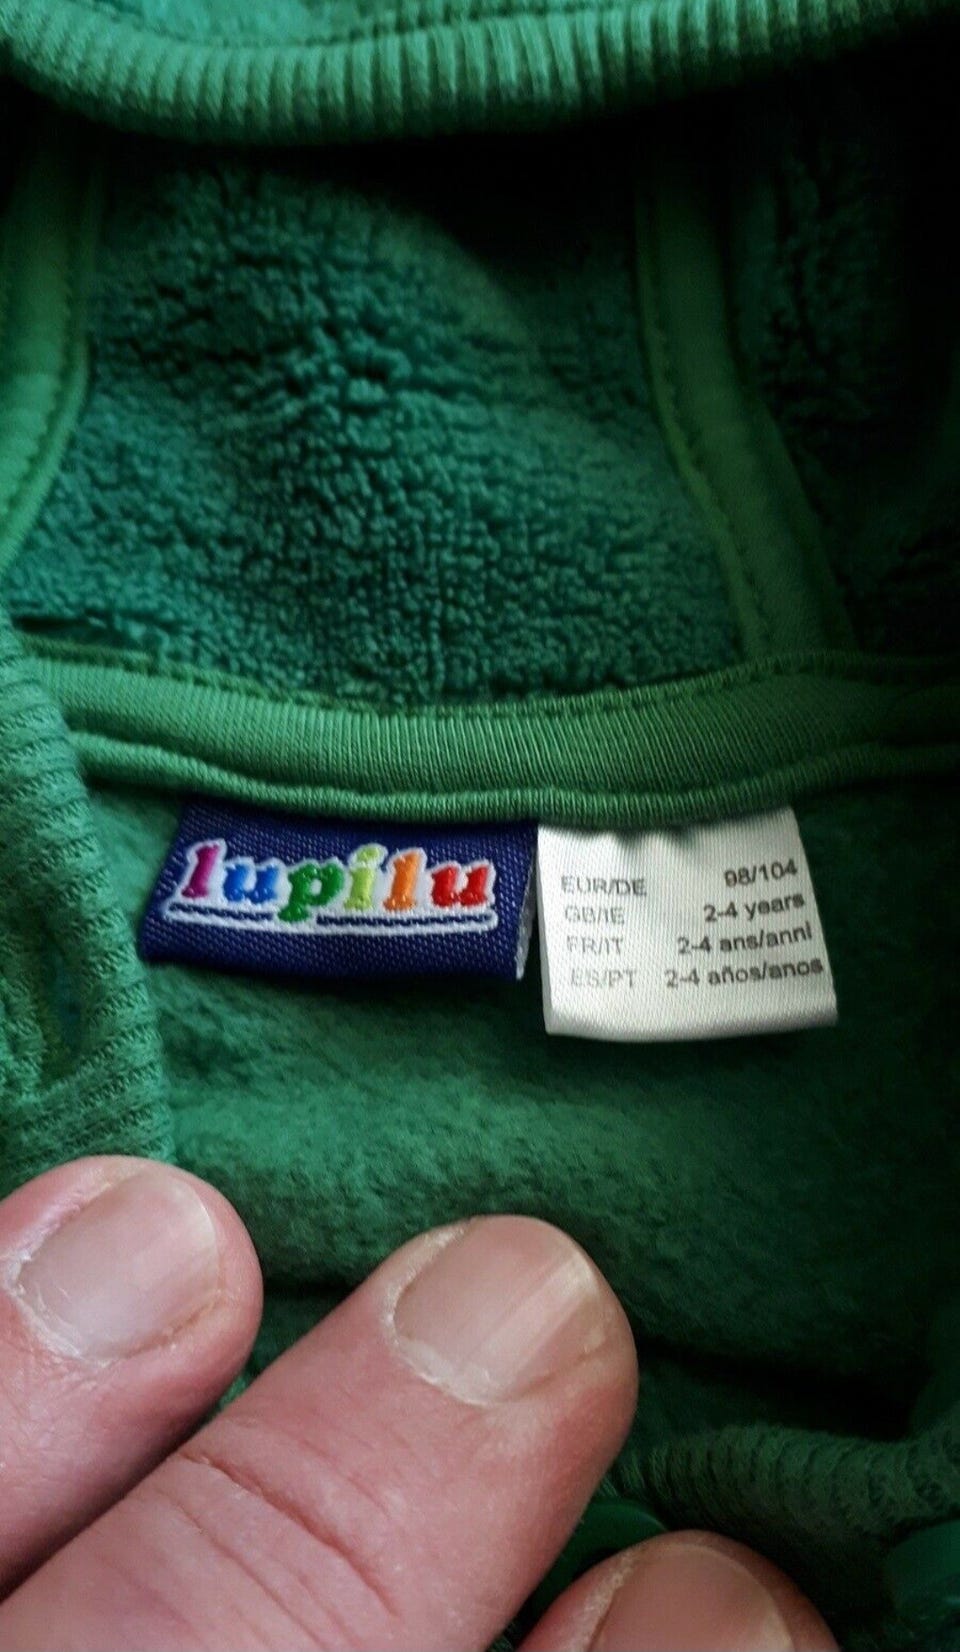 lupilu
EUR/DE 98/104
GB/IE 2-4 years
FR/IT 2-4 ans/anni
ES/PT 2-4 años/anos